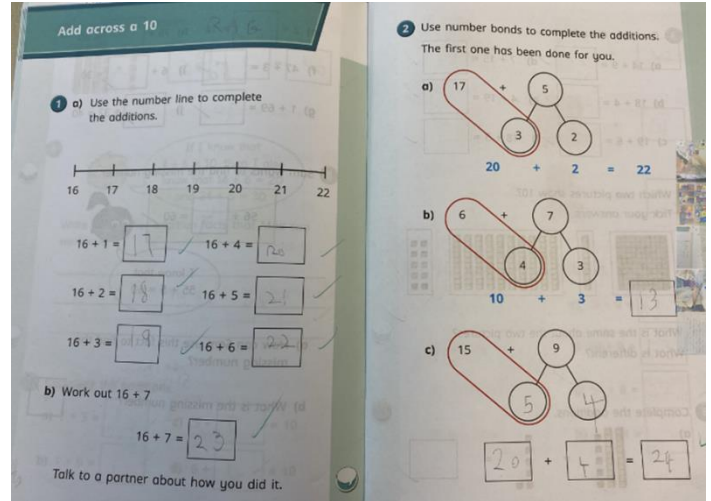 Add across a 10
1 a) Use the number line to complete
the additions.
16 17 18 19 20 21 22
16 + 1 = 17 16 + 4 = 20
16 + 2 = 18 16 + 5 = 21
16 + 3 = 19 16 + 6 = 22
b) Work out 16 + 7
16 + 7 = 23
Talk to a partner about how you did it.
2 Use number bonds to complete the additions.
The first one has been done for you.
a) 17 + 5
3 2
20 + 2 = 22
b) 6 + 7
4 3
10 + 3 = 13
c) 15 + 9
5 4
20 + 4 = 24